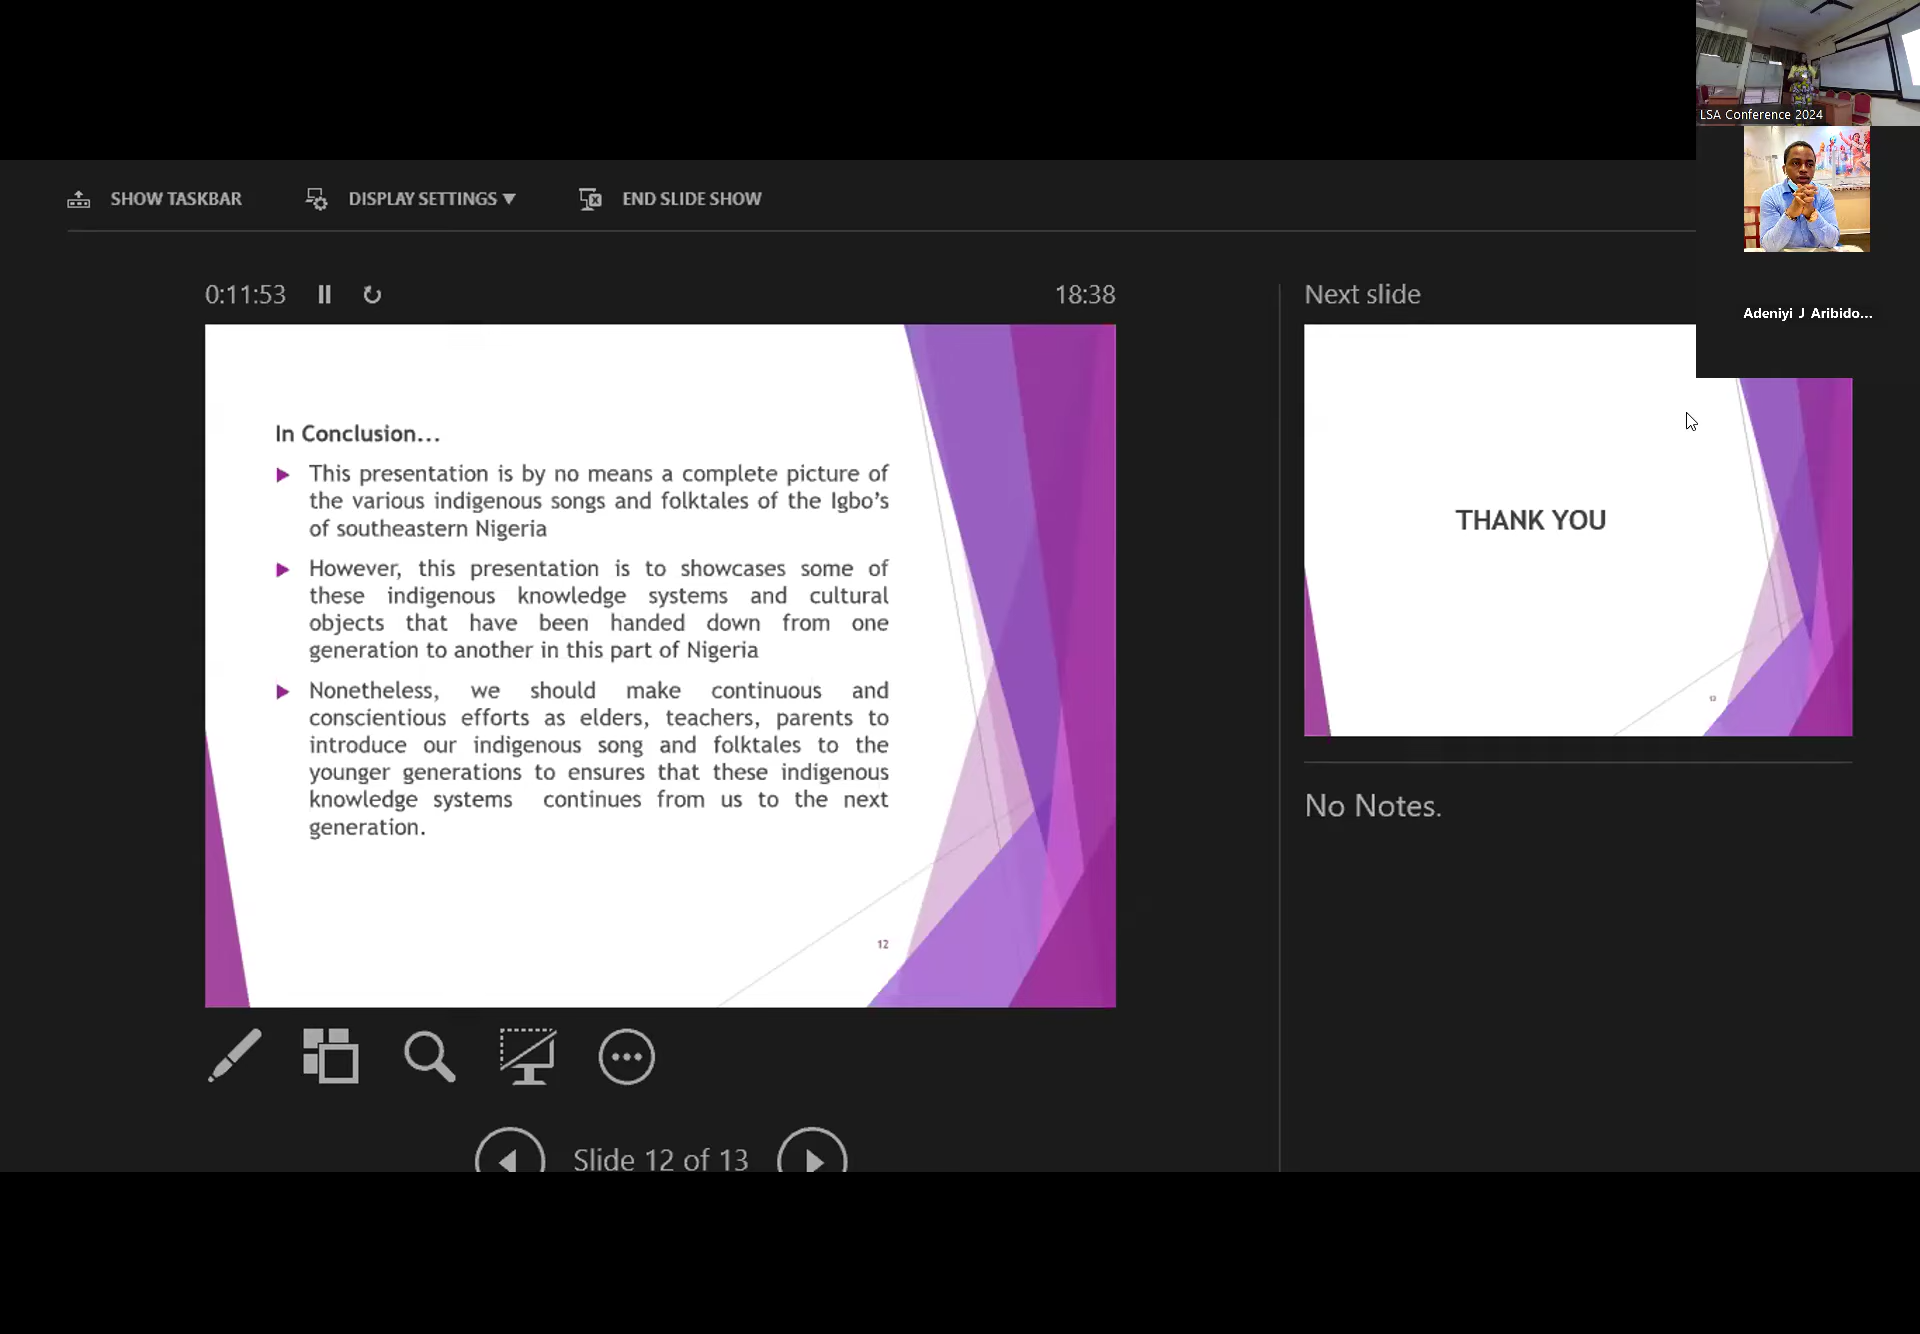 LSA Conference 2024
Adeniyi J Aribido...
SHOW TASKBAR
DISPLAY SETTINGS
END SLIDE SHOW
0:11:53
18:38
Next slide
In Conclusion...
This presentation is by no means a complete picture of
the various indigenous songs and folktales of the Igbo's
of southeastern Nigeria
However, this presentation is to showcases some of
these indigenous knowledge systems and cultural
objects that have been handed down from one
generation to another in this part of Nigeria
Nonetheless, we should make continuous and
conscientious efforts as elders, teachers, parents to
introduce our indigenous song and folktales to the
younger generations to ensures that these indigenous
knowledge systems continues from us to the next
generation.
12
THANK YOU
13
No Notes.
Slide 12 of 13